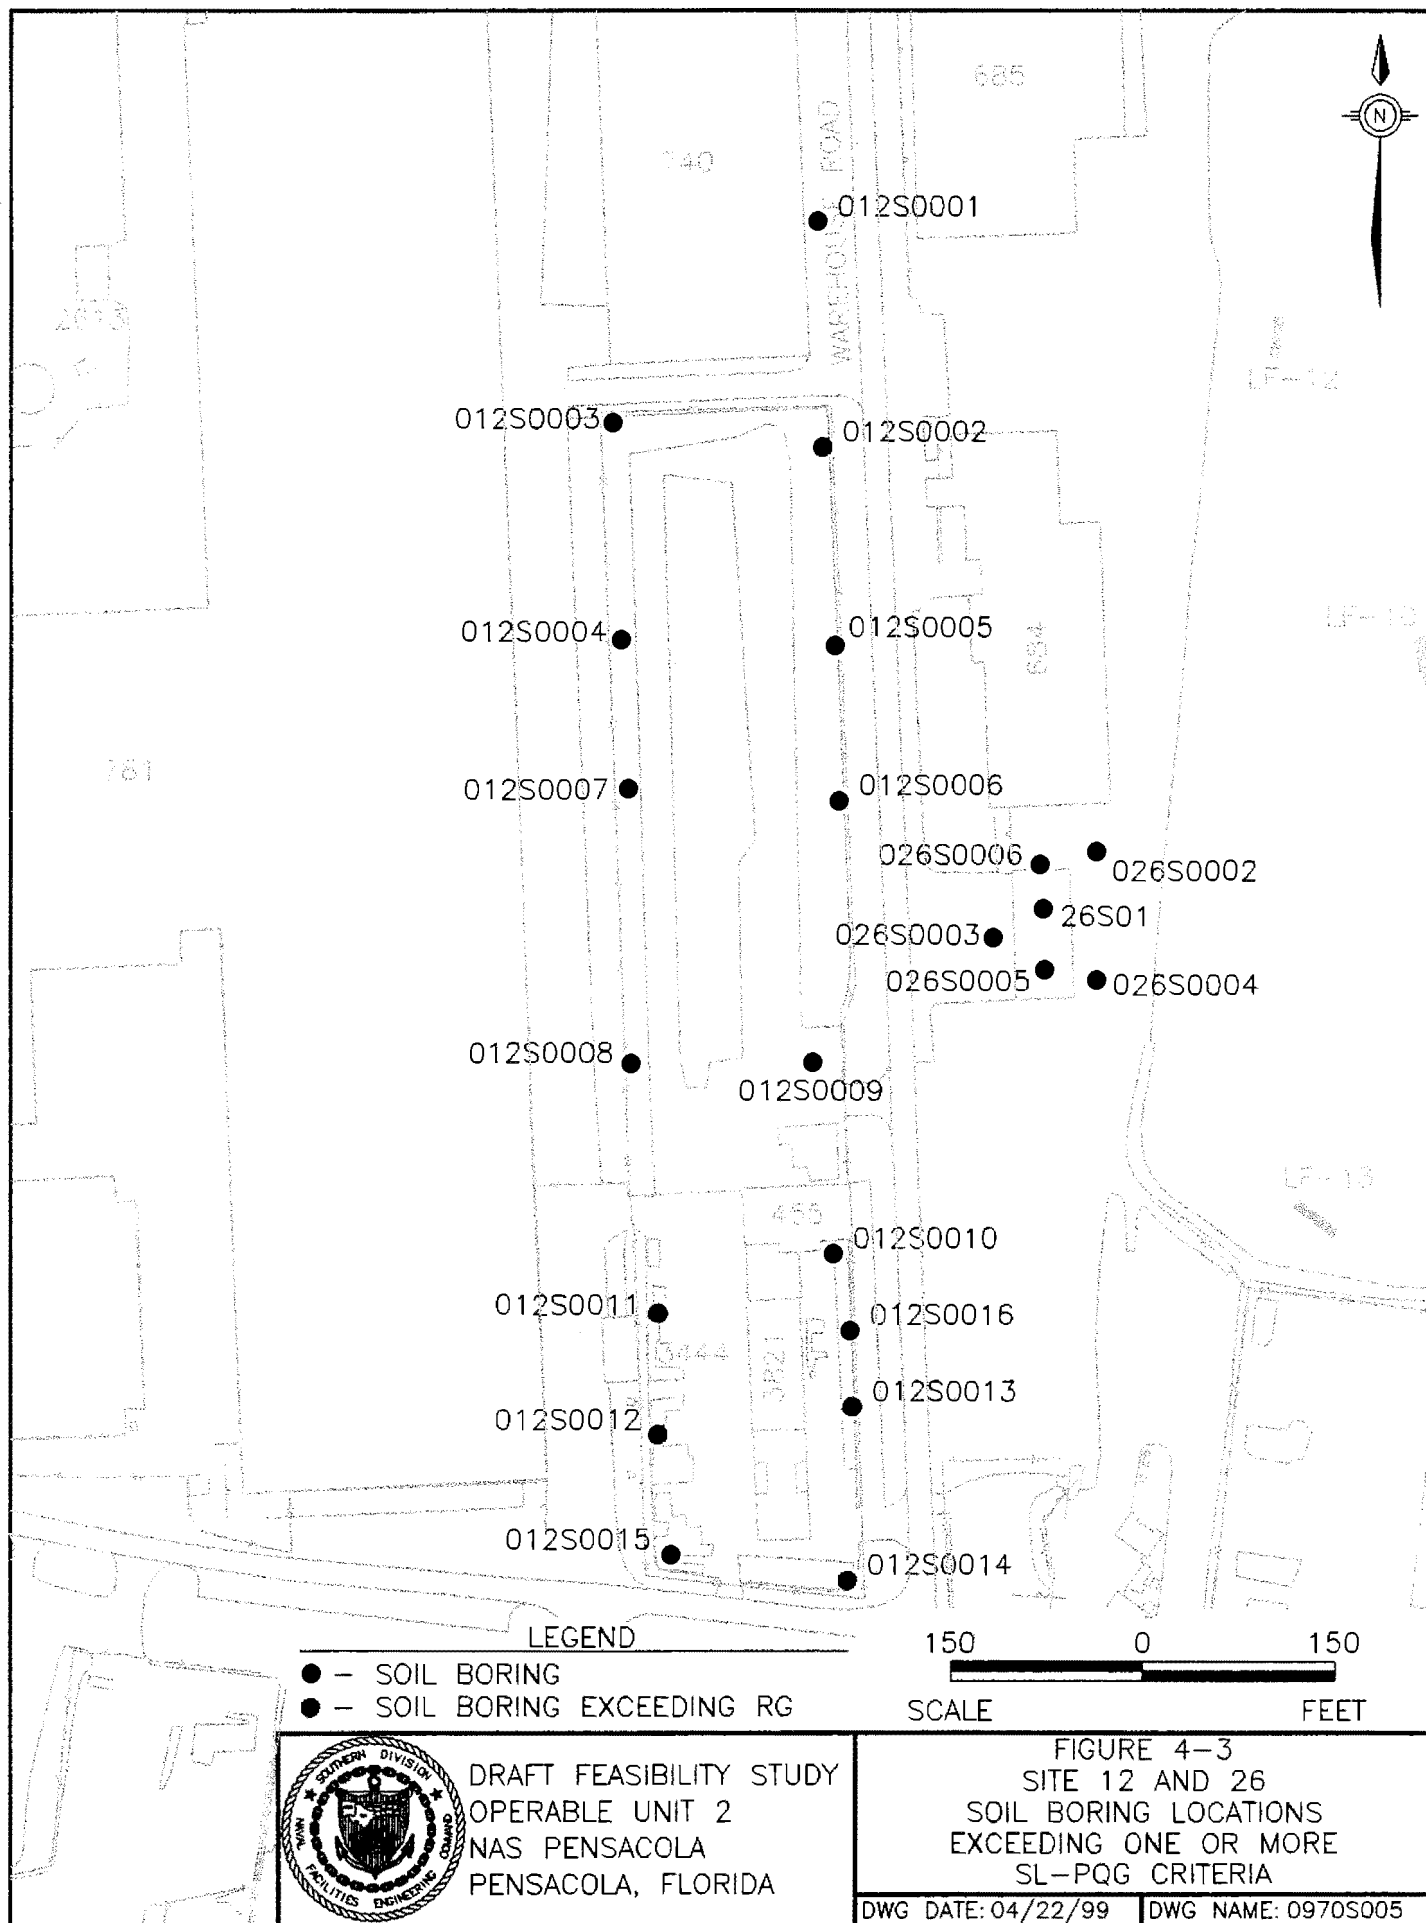 685
740
WAREHOUSE ROAD
N
012S0001
LF-12
012S0003
012S0002
LF-10
012S0004
012S0005
684
761
012S0007
012S0006
026S0006
026S0002
26S01
026S0003
026S0005
026S0004
012S0008
012S0009
LF-13
455
012S0010
012S0011
012S0016
3444
3821
012S0013
012S0012
012S0015
012S0014
LEGEND
● – SOIL BORING
● – SOIL BORING EXCEEDING RG
150 0 150
SCALE FEET
SOUTHERN DIVISION
NAVAL FACILITIES ENGINEERING COMMAND
DRAFT FEASIBILITY STUDY
OPERABLE UNIT 2
NAS PENSACOLA
PENSACOLA, FLORIDA
FIGURE 4–3
SITE 12 AND 26
SOIL BORING LOCATIONS
EXCEEDING ONE OR MORE
SL–PQG CRITERIA
DWG DATE: 04/22/99
DWG NAME: 0970S005